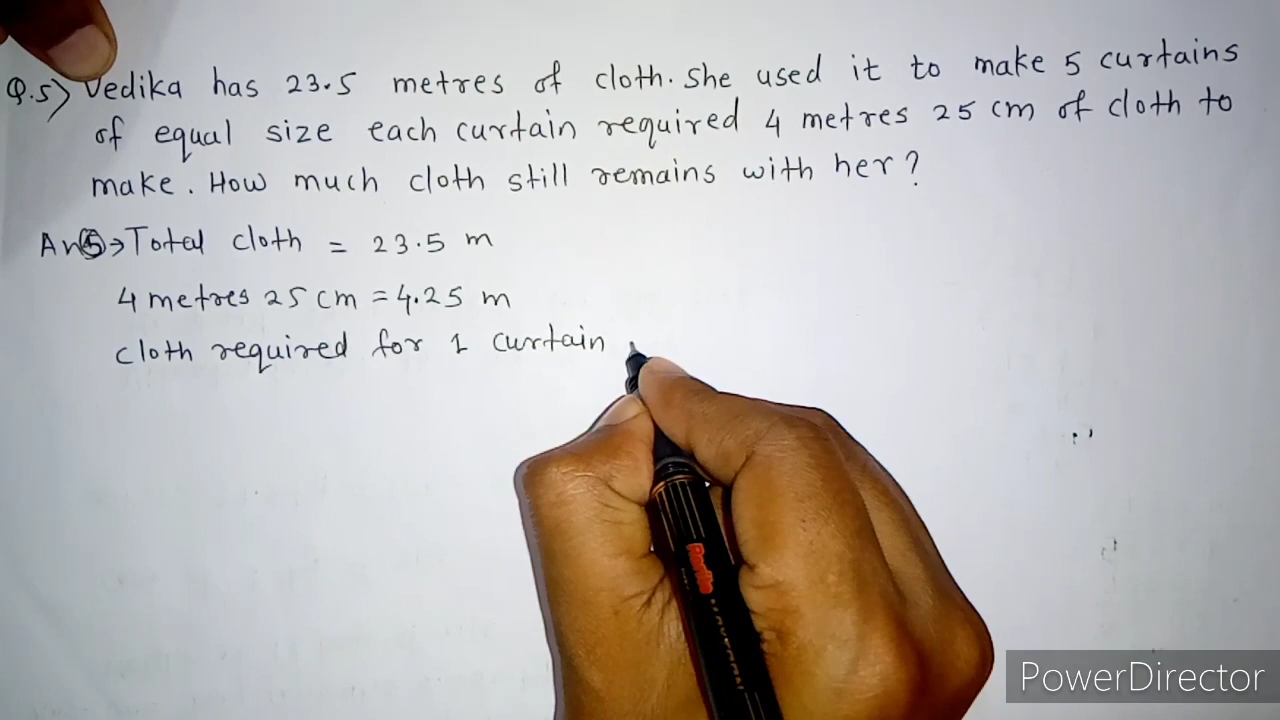 Q.5) Vedika has 23.5 metres of cloth. She used it to make 5 curtains
of equal size each curtain required 4 metres 25 cm of cloth to
make. How much cloth still remains with her?
Ans(5)→ Total cloth = 23.5 m
4 metres 25 cm = 4.25 m
cloth required for 1 curtain
Rorito
PowerDirector